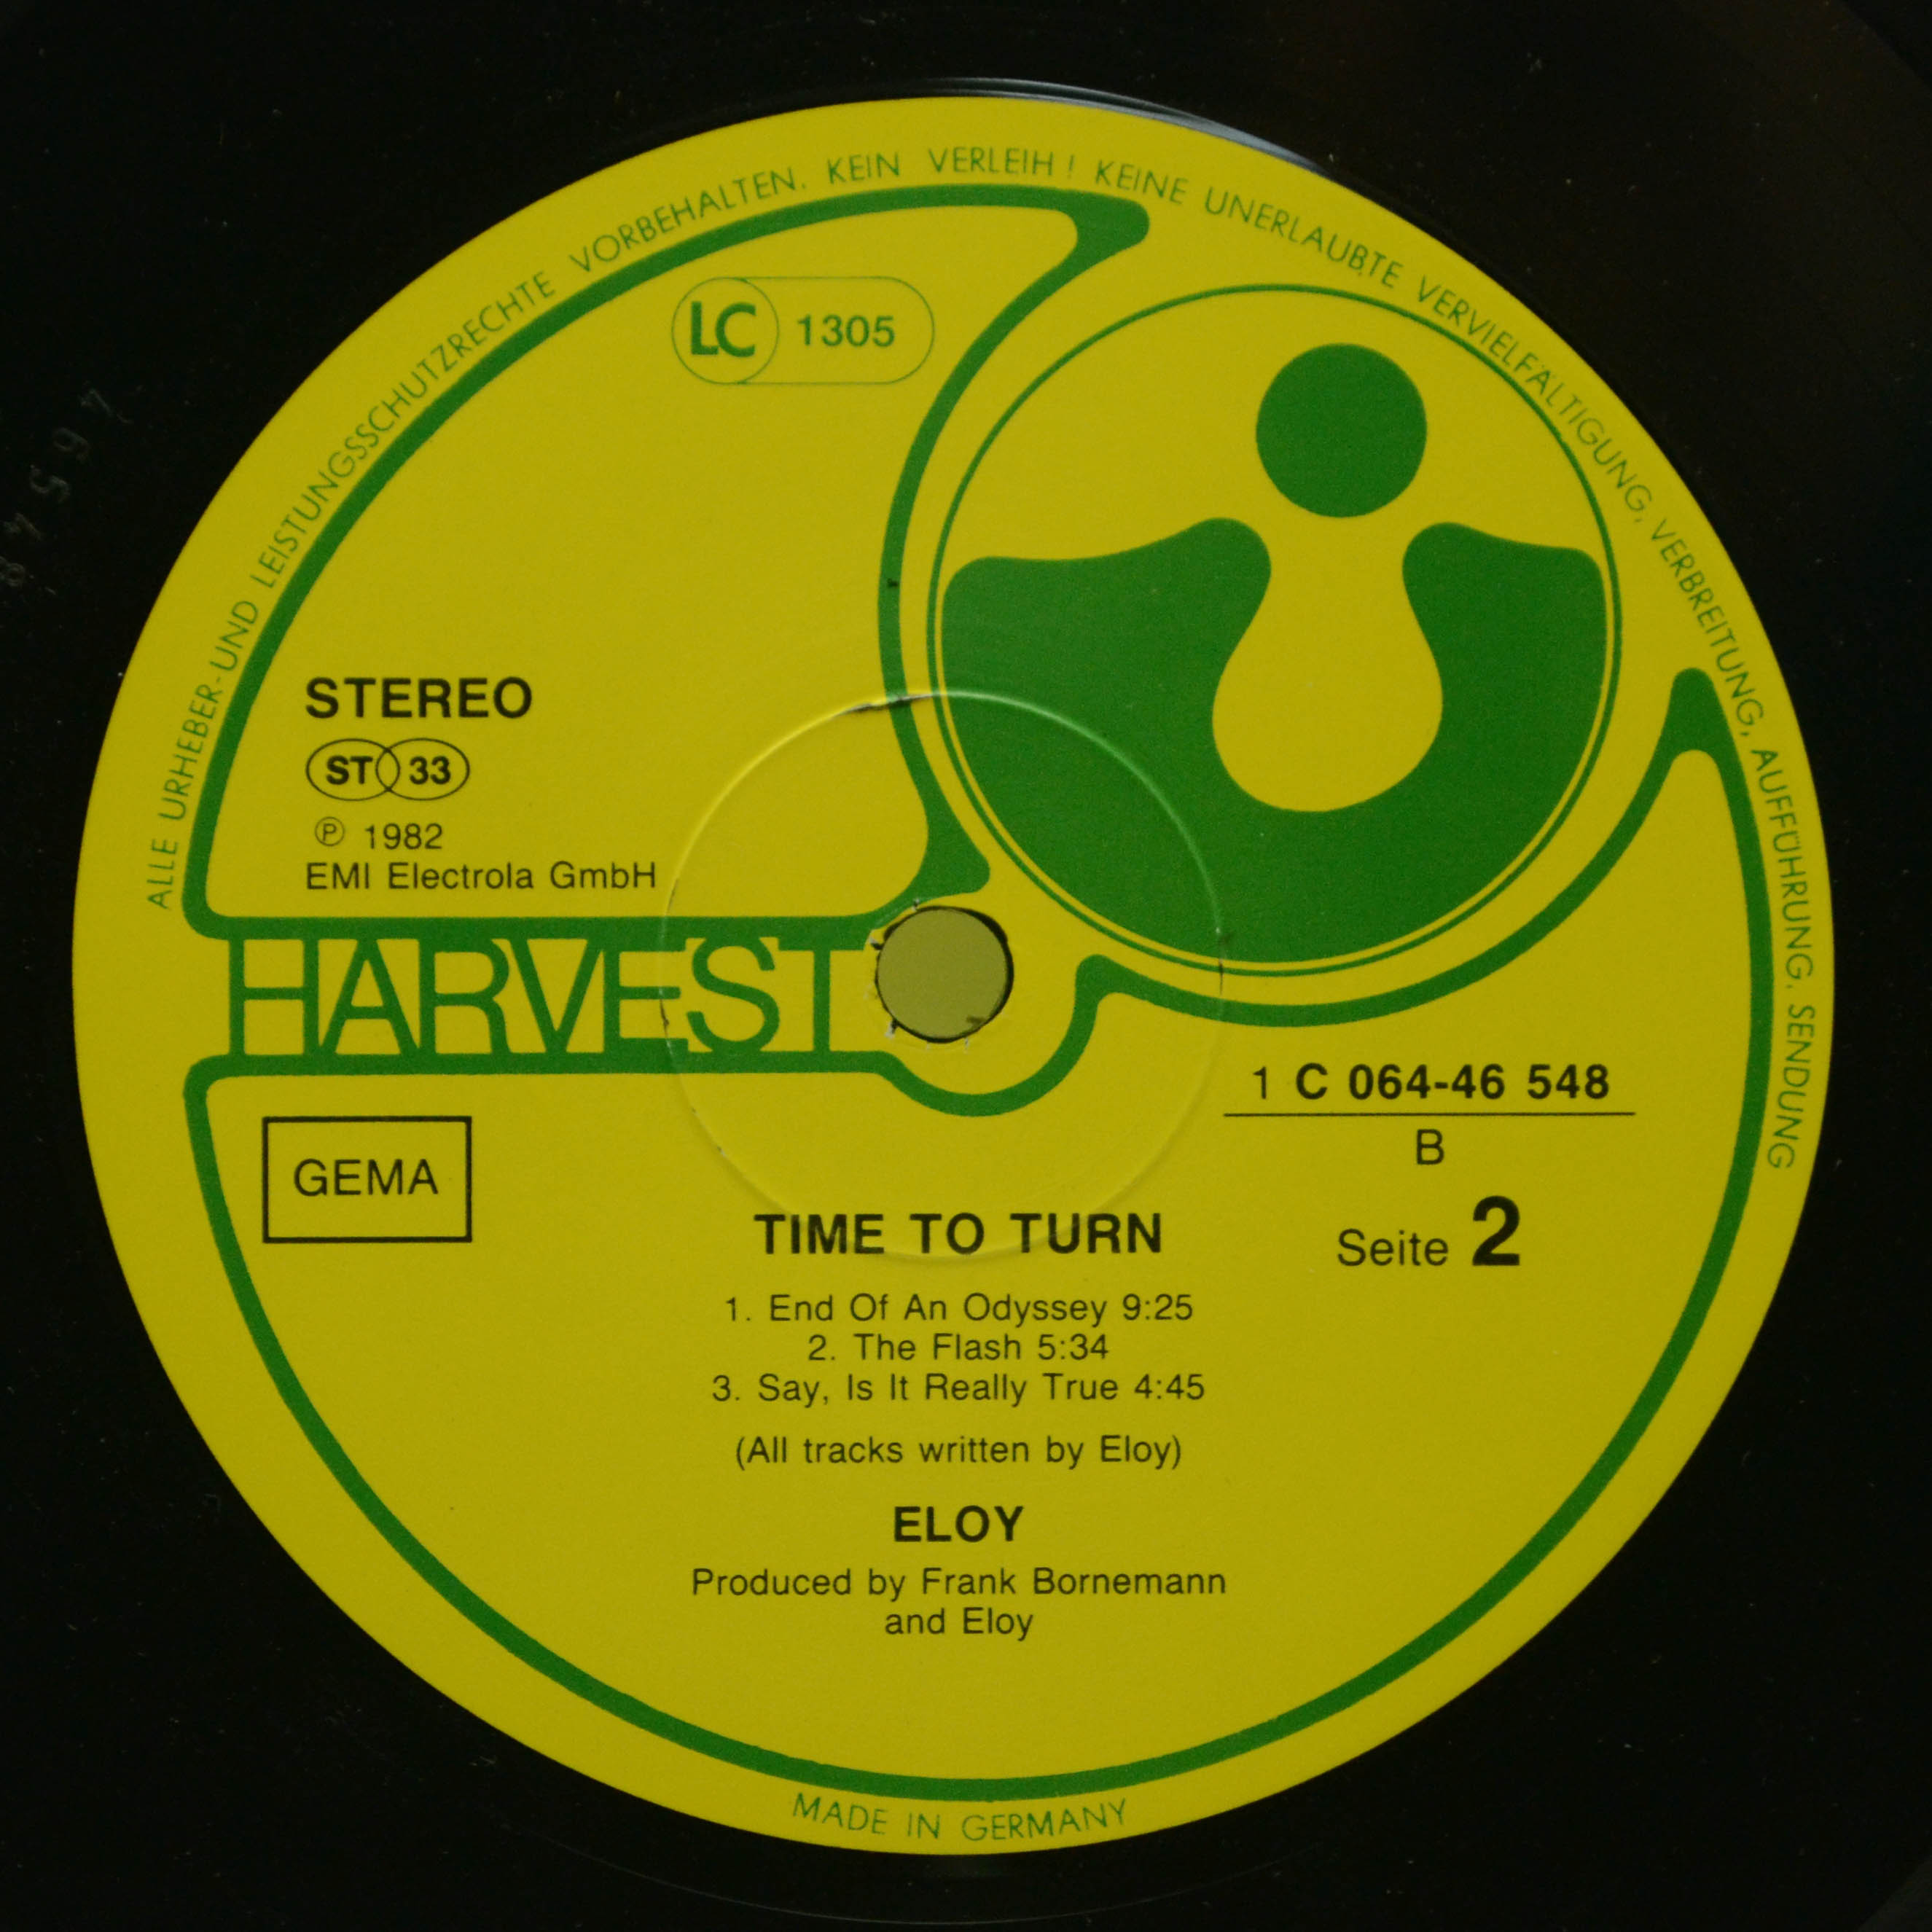 ALLE URHEBER-UND LEISTUNGSSCHUTZRECHTE VORBEHALTEN. KEIN VERLEIH! KEINE UNERLAUBTE VERVIELFÄLTIGUNG, VERBREITUNG, AUFFÜHRUNG, SENDUNG
LC 1305
STEREO
ST 33
℗ 1982
EMI Electrola GmbH
HARVEST
1 C 064-46 548
B
Seite 2
GEMA
TIME TO TURN
1. End Of An Odyssey 9:25
2. The Flash 5:34
3. Say, Is It Really True 4:45
(All tracks written by Eloy)
ELOY
Produced by Frank Bornemann
and Eloy
MADE IN GERMANY